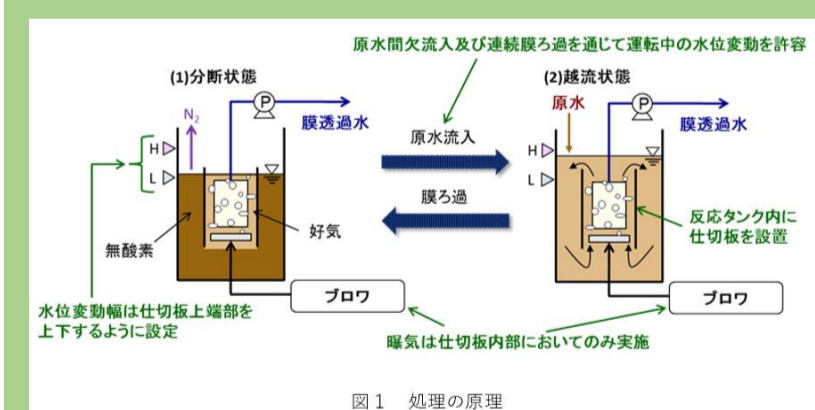 原水間欠流入及び連続膜ろ過を通じて運転中の水位変動を許容
(1)分断状態
(2)越流状態
N2
P
膜透過水
原水流入
原水
P
膜透過水
H
L
H
L
膜ろ過
無酸素
好気
反応タンク内に
仕切板を設置
ブロワ
ブロワ
水位変動幅は仕切板上端部を
上下するように設定
曝気は仕切板内部においてのみ実施
図1 処理の原理